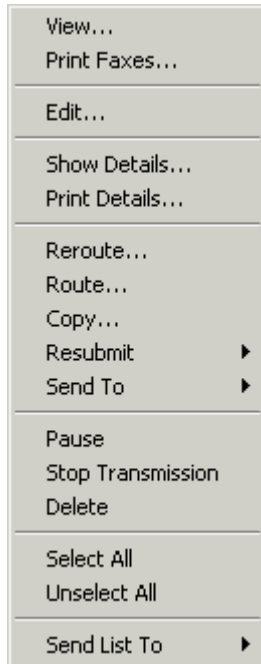 View...
Print Faxes...
Edit...
Show Details...
Print Details...
Reroute...
Route...
Copy...
Resubmit
Send To
Pause
Stop Transmission
Delete
Select All
Unselect All
Send List To